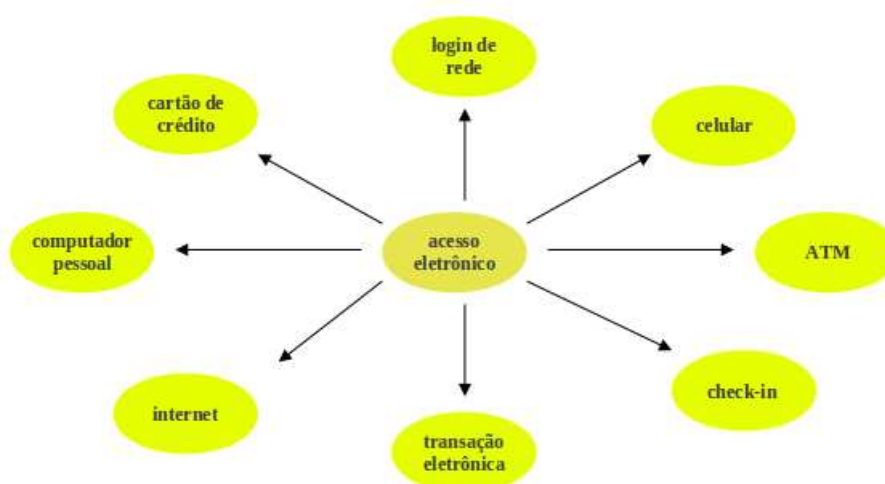 login de
rede
cartão de
crédito
celular
computador
pessoal
acesso
eletrônico
ATM
internet
check-in
transação
eletrônica